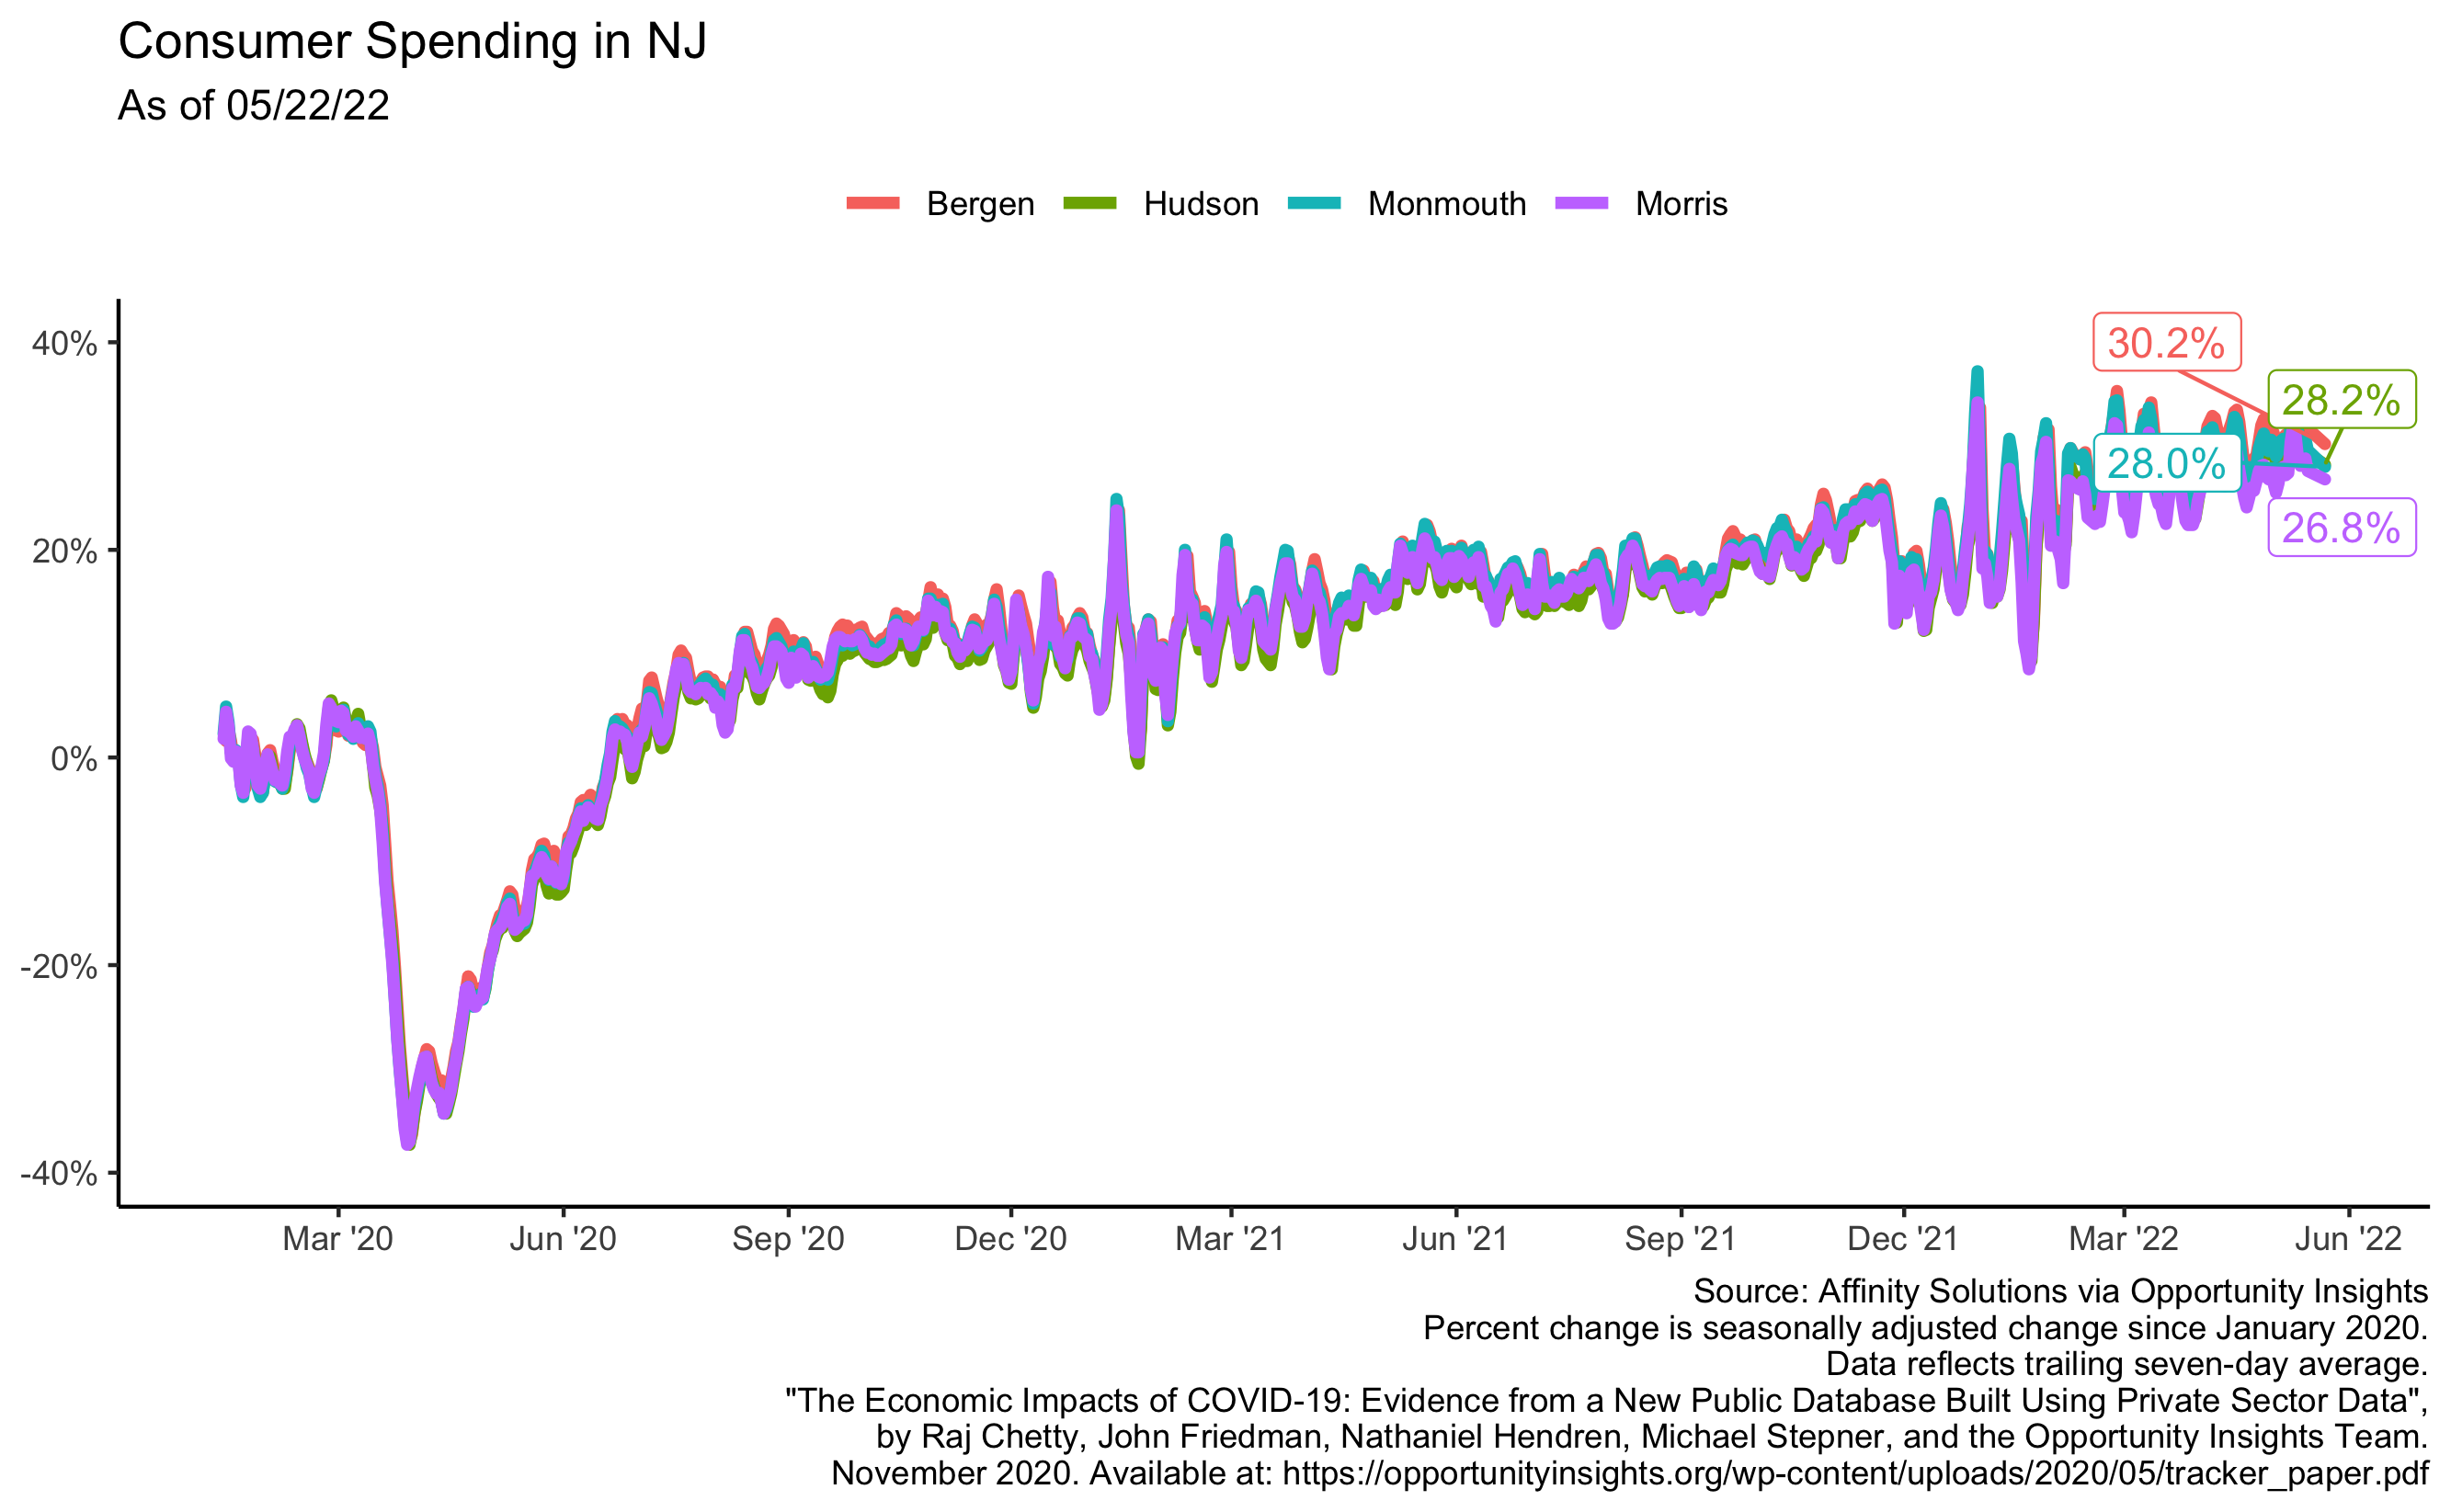 Consumer Spending in NJ
As of 05/22/22
Bergen Hudson Monmouth Morris
40%
20%
0%
-20%
-40%
30.2%
28.2%
28.0%
26.8%
Mar '20 Jun '20 Sep '20 Dec '20 Mar '21 Jun '21 Sep '21 Dec '21 Mar '22 Jun '22
Source: Affinity Solutions via Opportunity Insights
Percent change is seasonally adjusted change since January 2020.
Data reflects trailing seven-day average.
"The Economic Impacts of COVID-19: Evidence from a New Public Database Built Using Private Sector Data",
by Raj Chetty, John Friedman, Nathaniel Hendren, Michael Stepner, and the Opportunity Insights Team.
November 2020. Available at: https://opportunityinsights.org/wp-content/uploads/2020/05/tracker_paper.pdf